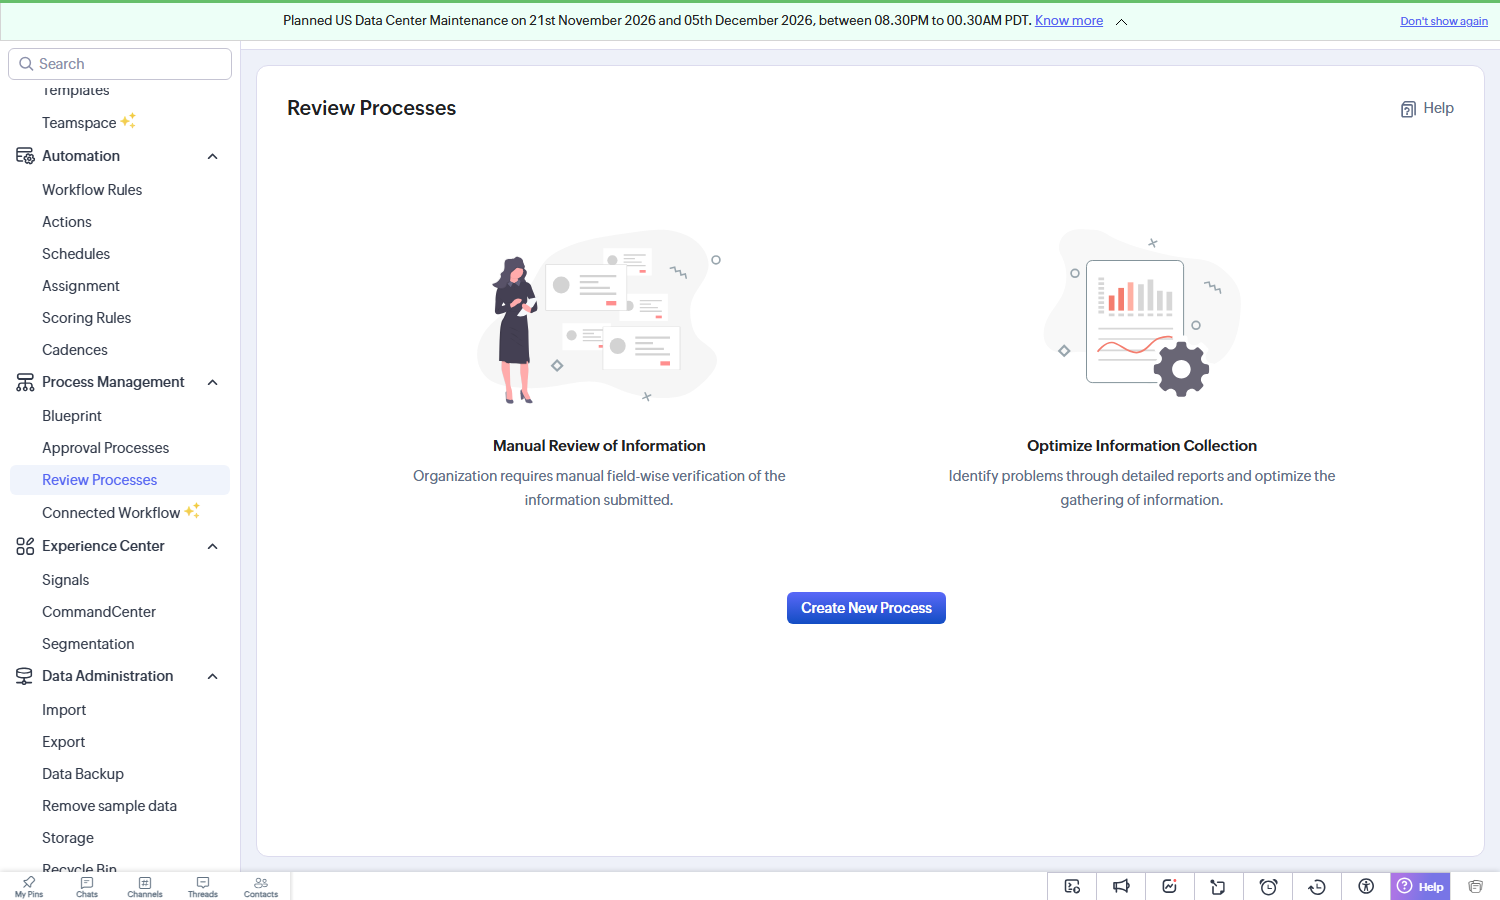 Planned US Data Center Maintenance on 21st November 2026 and 05th December 2026, between 08.30PM to 00.30AM PDT. Know more
Don't show again
Search
Templates
Teamspace
Automation
Workflow Rules
Actions
Schedules
Assignment
Scoring Rules
Cadences
Process Management
Blueprint
Approval Processes
Review Processes
Connected Workflow
Experience Center
Signals
CommandCenter
Segmentation
Data Administration
Import
Export
Data Backup
Remove sample data
Storage
Recycle Bin
Review Processes
Help
Manual Review of Information
Organization requires manual field-wise verification of the
information submitted.
Optimize Information Collection
Identify problems through detailed reports and optimize the
gathering of information.
Create New Process
My Pins
Chats
Channels
Threads
Contacts
Help